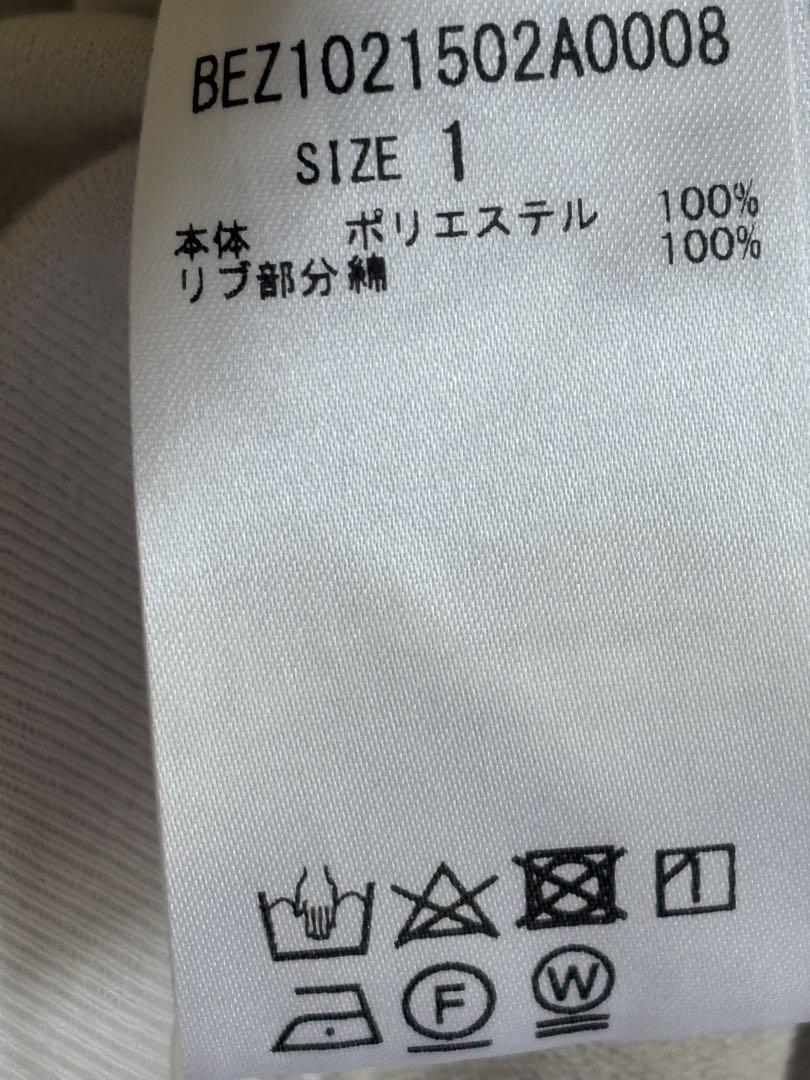 BEZ1021502A0008
SIZE 1
本体 ポリエステル 100%
リブ部分 綿 100%
F W